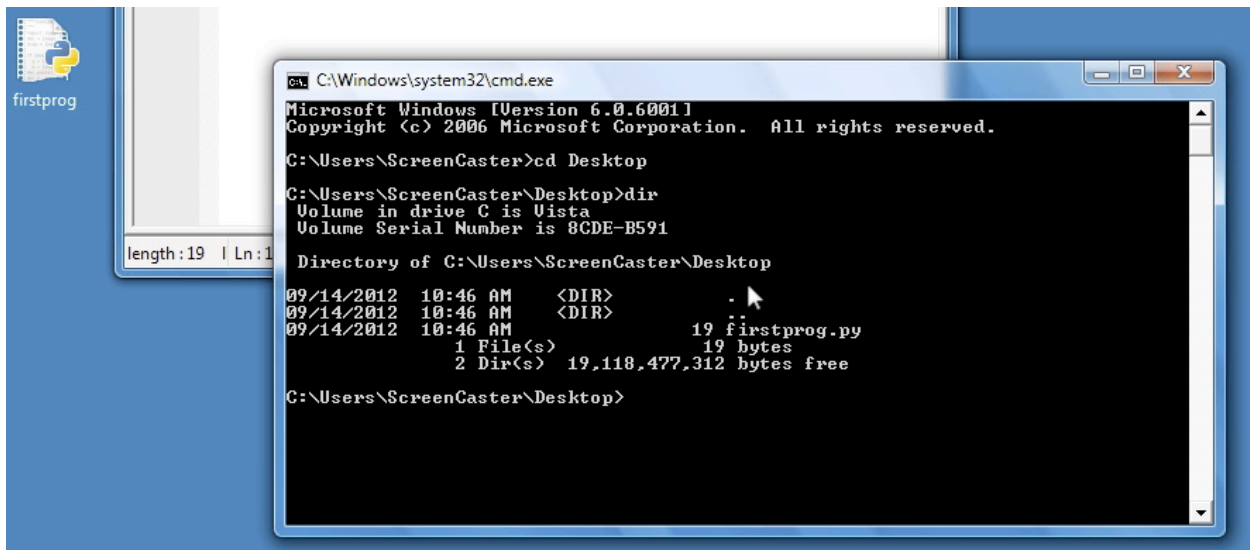 firstprog
length : 19 | Ln : 1
C:\Windows\system32\cmd.exe
Microsoft Windows [Version 6.0.6001]
Copyright (c) 2006 Microsoft Corporation.  All rights reserved.
C:\Users\ScreenCaster>cd Desktop
C:\Users\ScreenCaster\Desktop>dir
 Volume in drive C is Vista
 Volume Serial Number is 8CDE-B591
 Directory of C:\Users\ScreenCaster\Desktop
09/14/2012  10:46 AM    <DIR>          .
09/14/2012  10:46 AM    <DIR>          ..
09/14/2012  10:46 AM                19 firstprog.py
               1 File(s)             19 bytes
               2 Dir(s)  19,118,477,312 bytes free
C:\Users\ScreenCaster\Desktop>